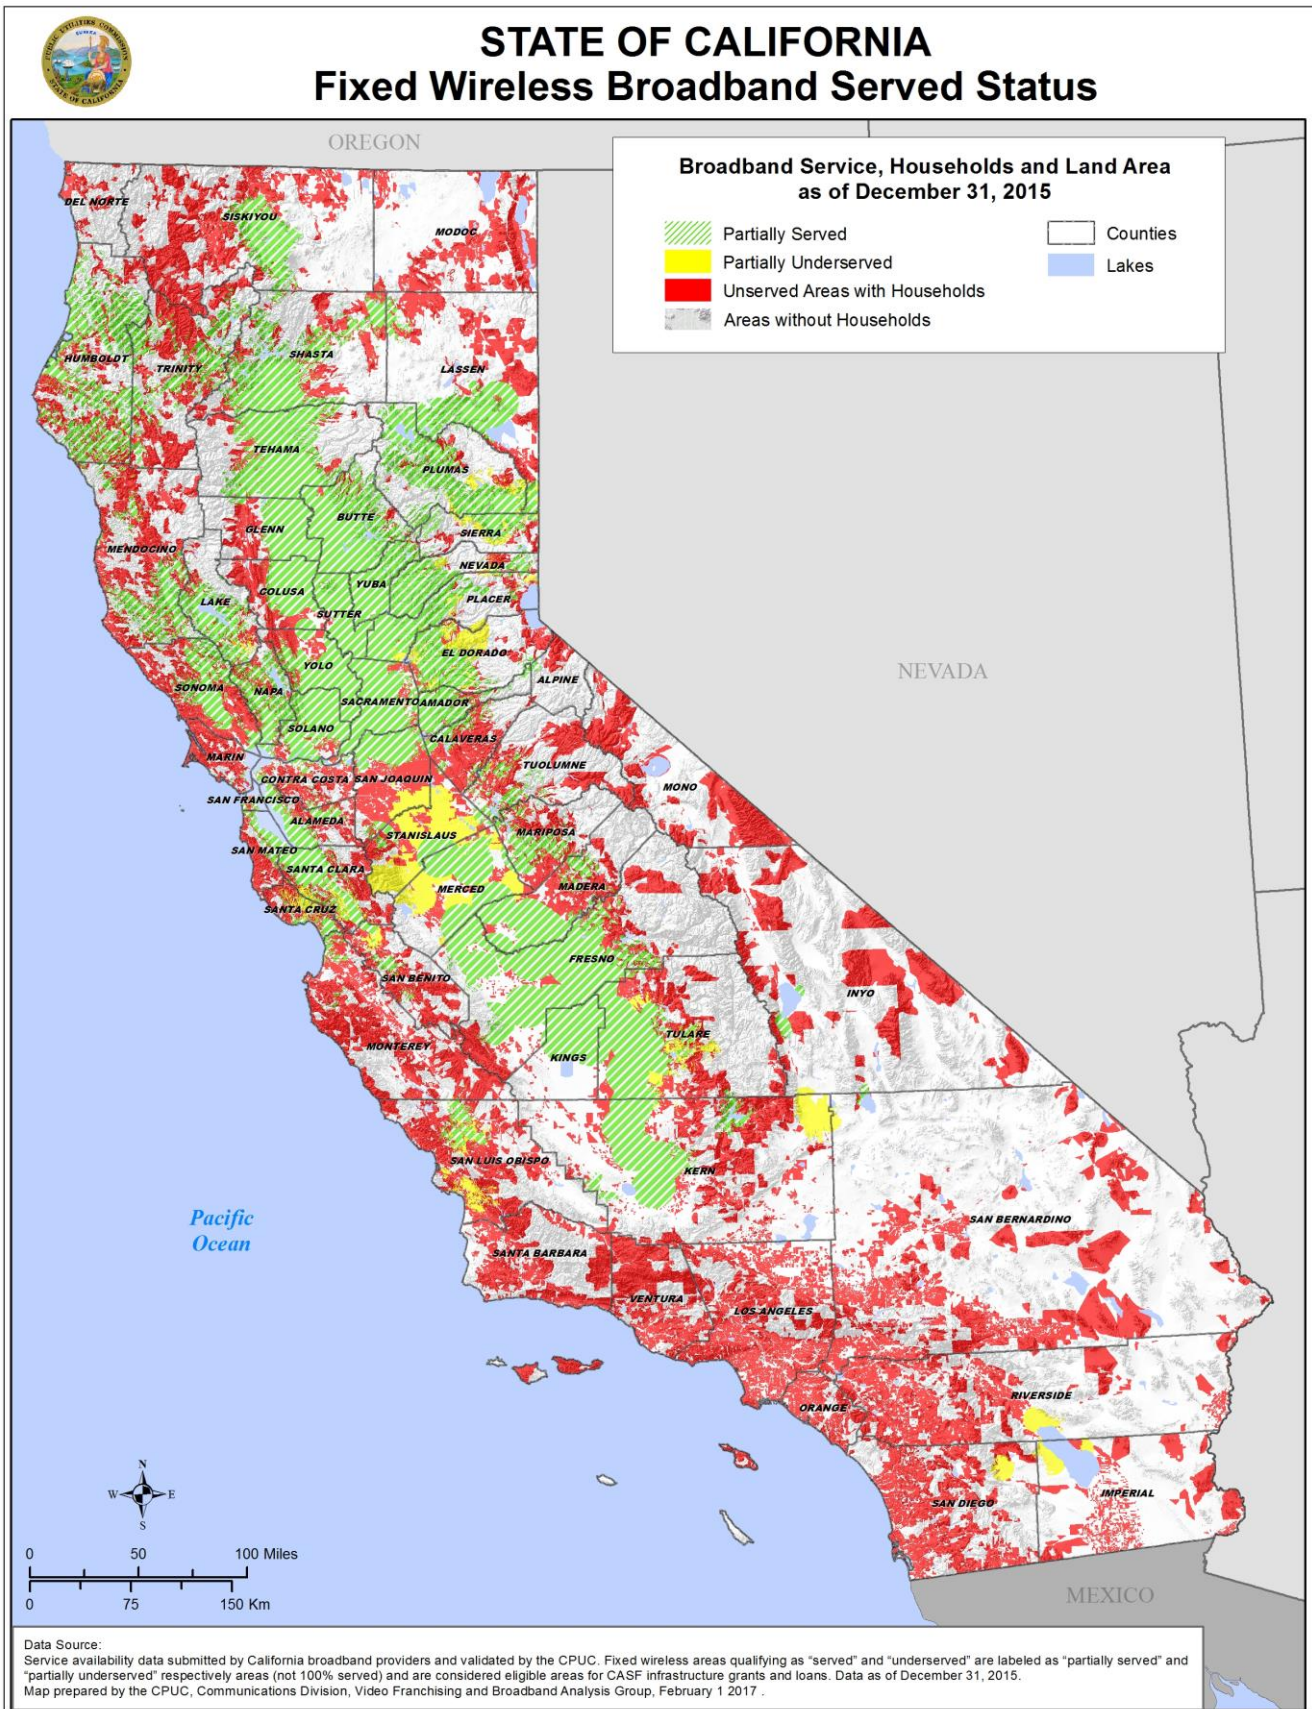 STATE OF CALIFORNIA
Fixed Wireless Broadband Served Status
OREGON
Broadband Service, Households and Land Area
as of December 31, 2015
Partially Served
Partially Underserved
Unserved Areas with Households
Areas without Households
Counties
Lakes
DEL NORTE
SISKIYOU
MODOC
HUMBOLDT
TRINITY
SHASTA
LASSEN
TEHAMA
PLUMAS
GLENN
BUTTE
SIERRA
MENDOCINO
NEVADA
COLUSA
YUBA
LAKE
SUTTER
PLACER
YOLO
EL DORADO
NEVADA
SONOMA
NAPA
ALPINE
SACRAMENTO
AMADOR
SOLANO
CALAVERAS
MARIN
TUOLUMNE
CONTRA COSTA
SAN JOAQUIN
MONO
SAN FRANCISCO
ALAMEDA
STANISLAUS
MARIPOSA
SAN MATEO
SANTA CLARA
MERCED
MADERA
SANTA CRUZ
FRESNO
SAN BENITO
INYO
MONTEREY
TULARE
KINGS
SAN LUIS OBISPO
KERN
Pacific
Ocean
SAN BERNARDINO
SANTA BARBARA
VENTURA
LOS ANGELES
RIVERSIDE
ORANGE
SAN DIEGO
IMPERIAL
N
W E
S
0 50 100 Miles
0 75 150 Km
MEXICO
Data Source:
Service availability data submitted by California broadband providers and validated by the CPUC. Fixed wireless areas qualifying as “served” and “underserved” are labeled as “partially served” and
“partially underserved” respectively areas (not 100% served) and are considered eligible areas for CASF infrastructure grants and loans. Data as of December 31, 2015.
Map prepared by the CPUC, Communications Division, Video Franchising and Broadband Analysis Group, February 1 2017 .